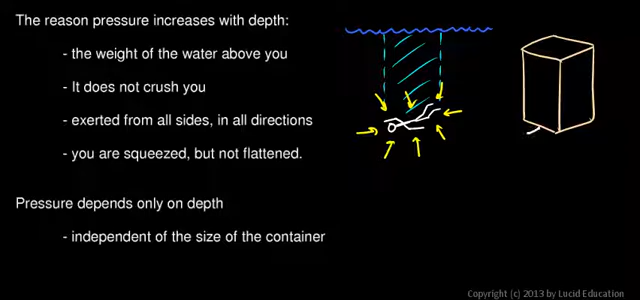 The reason pressure increases with depth:
- the weight of the water above you
- It does not crush you
- exerted from all sides, in all directions
- you are squeezed, but not flattened.
Pressure depends only on depth
- independent of the size of the container
Copyright (c) 2013 by Lucid Education